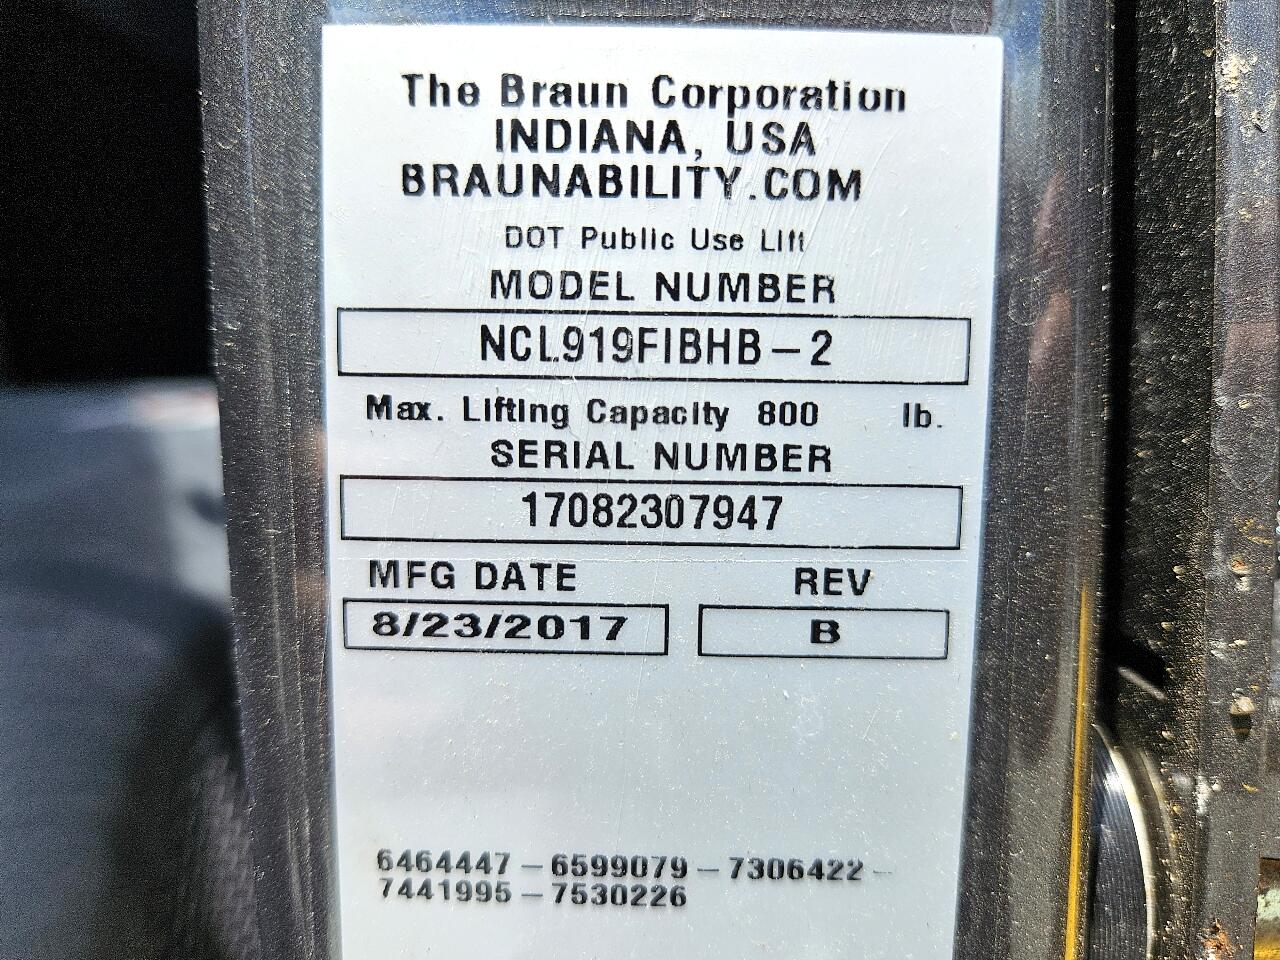 The Braun Corporation
INDIANA, USA
BRAUNABILITY.COM
DOT Public Use Lift
MODEL NUMBER
NCL919FIBHB-2
Max. Lifting Capacity 800 lb.
SERIAL NUMBER
17082307947
MFG DATE REV
8/23/2017 B
6464447-6599079-7306422-
7441995-7530226